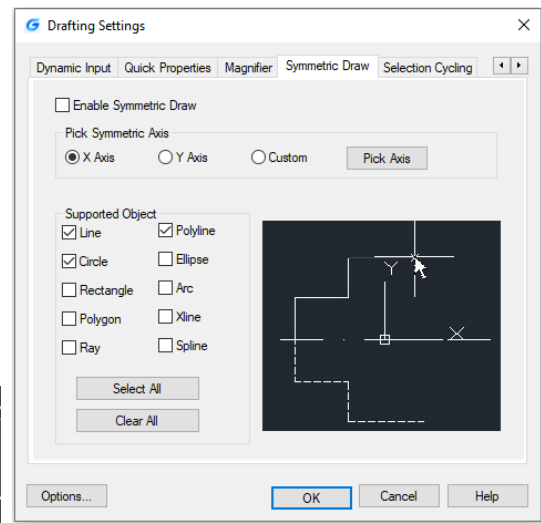 Drafting Settings
Dynamic Input Quick Properties Magnifier Symmetric Draw Selection Cycling
Enable Symmetric Draw
Pick Symmetric Axis
X Axis Y Axis Custom Pick Axis
Supported Object
Line Polyline
Circle Ellipse
Rectangle Arc
Polygon Xline
Ray Spline
Select All
Clear All
Y
X
Options... OK Cancel Help